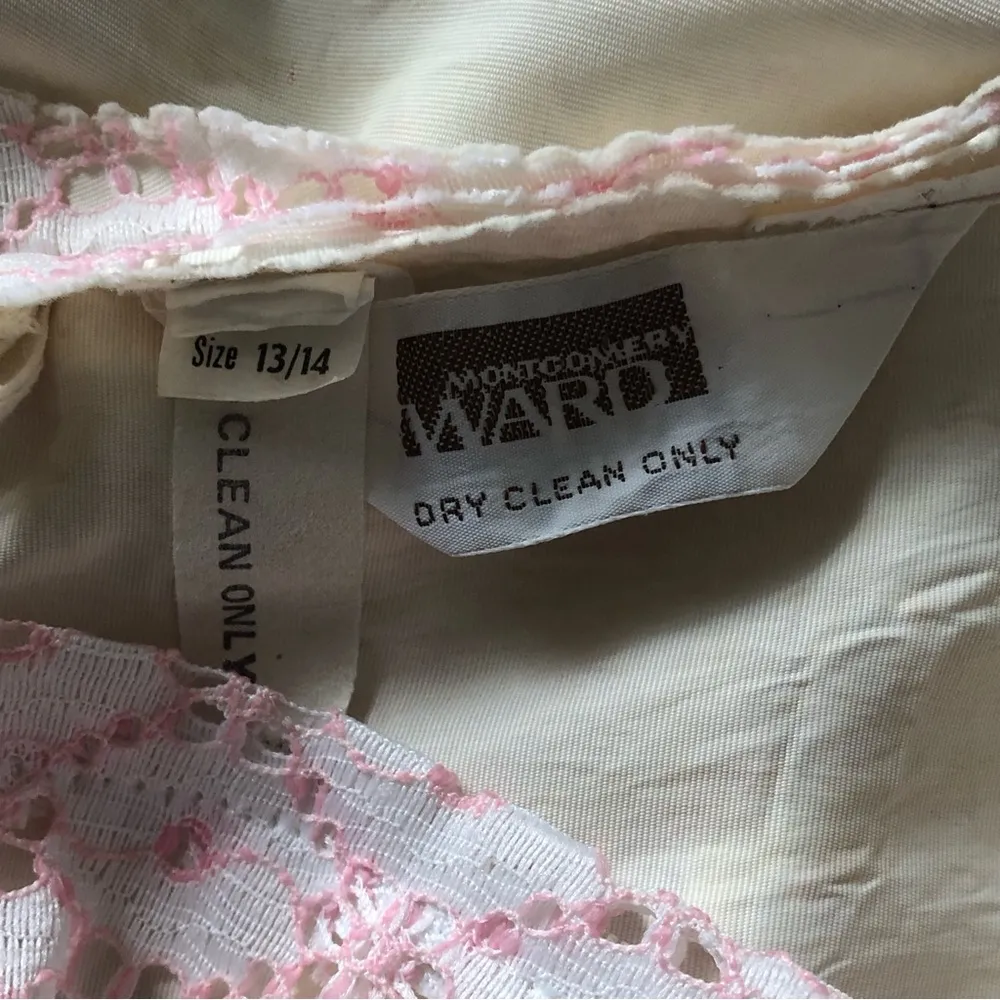 Size 13/14
CLEAN ONLY
MONTGOMERY
WARD
DRY CLEAN ONLY